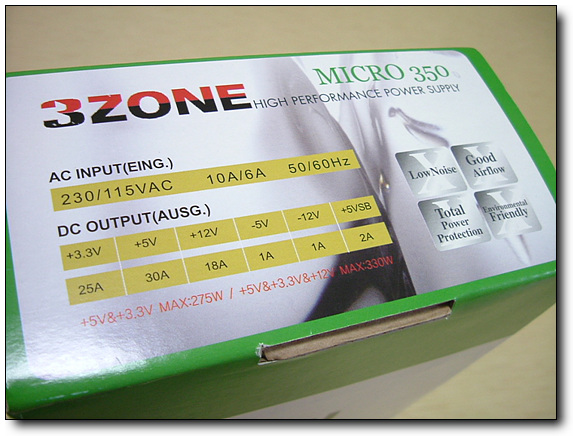 MICRO 350
3ZONE HIGH PERFORMANCE POWER SUPPLY
AC INPUT(EING.)
230/115VAC 10A/6A 50/60Hz
DC OUTPUT(AUSG.)
+3.3V +5V +12V -5V -12V +5VSB
25A 30A 18A 1A 1A 2A
+5V&+3.3V MAX:275W / +5V&+3.3V&+12V MAX:330W
LowNoise
Good
Airflow
Total
Power
Protection
Environmental
Friendly